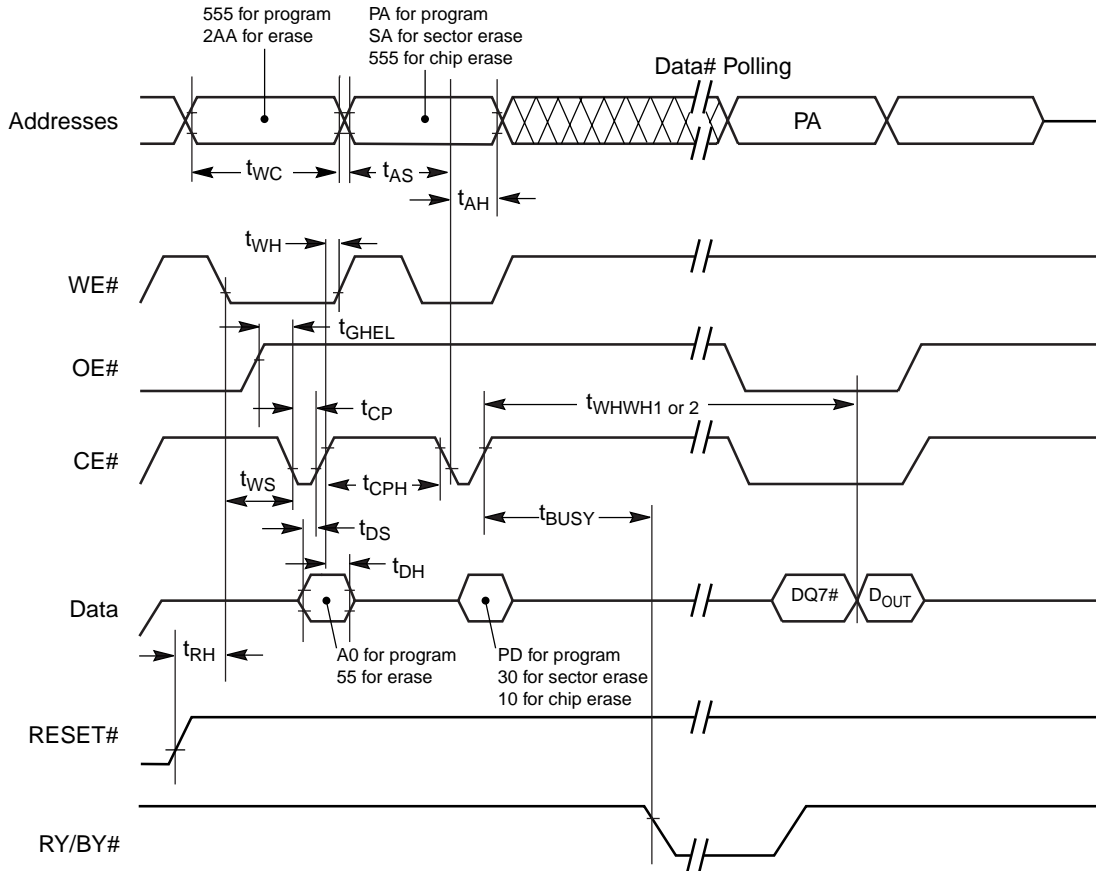 555 for program
2AA for erase
PA for program
SA for sector erase
555 for chip erase
Data# Polling
Addresses
PA
tWC
tAS
tAH
tWH
WE#
tGHEL
OE#
tWHWH1 or 2
tCP
CE#
tWS
tCPH
tBUSY
tDS
tDH
Data
DQ7#
DOUT
tRH
A0 for program
55 for erase
PD for program
30 for sector erase
10 for chip erase
RESET#
RY/BY#